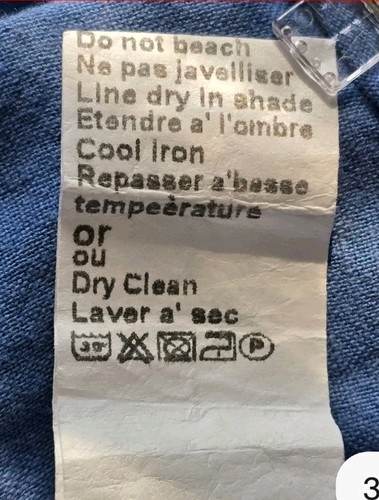 Do not beach
Ne pas javelliser
Line dry in shade
Etendre a' l'ombre
Cool iron
Repasser a'basse
tempeèrature
or
ou
Dry Clean
Laver a' sec
30°
P
3